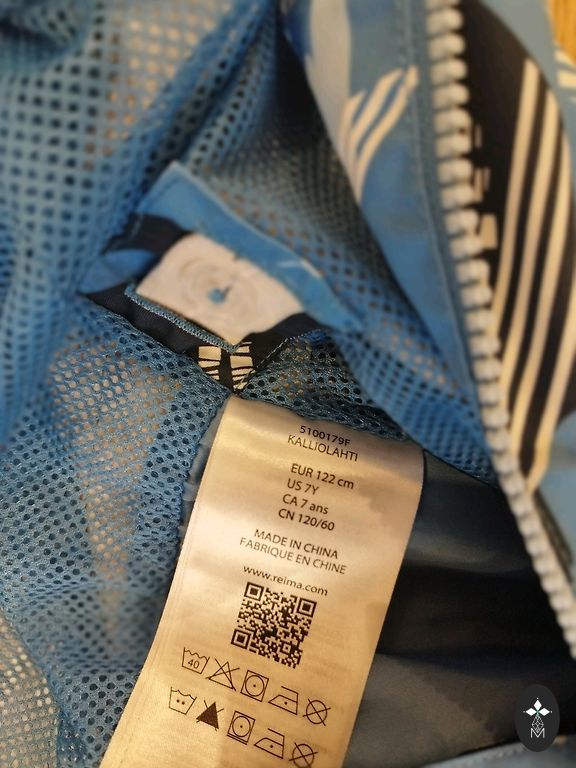 5100179F
KALLIOLAHTI
EUR 122 cm
US 7Y
CA 7 ans
CN 120/60
MADE IN CHINA
FABRIQUE EN CHINE
www.reima.com
40
M